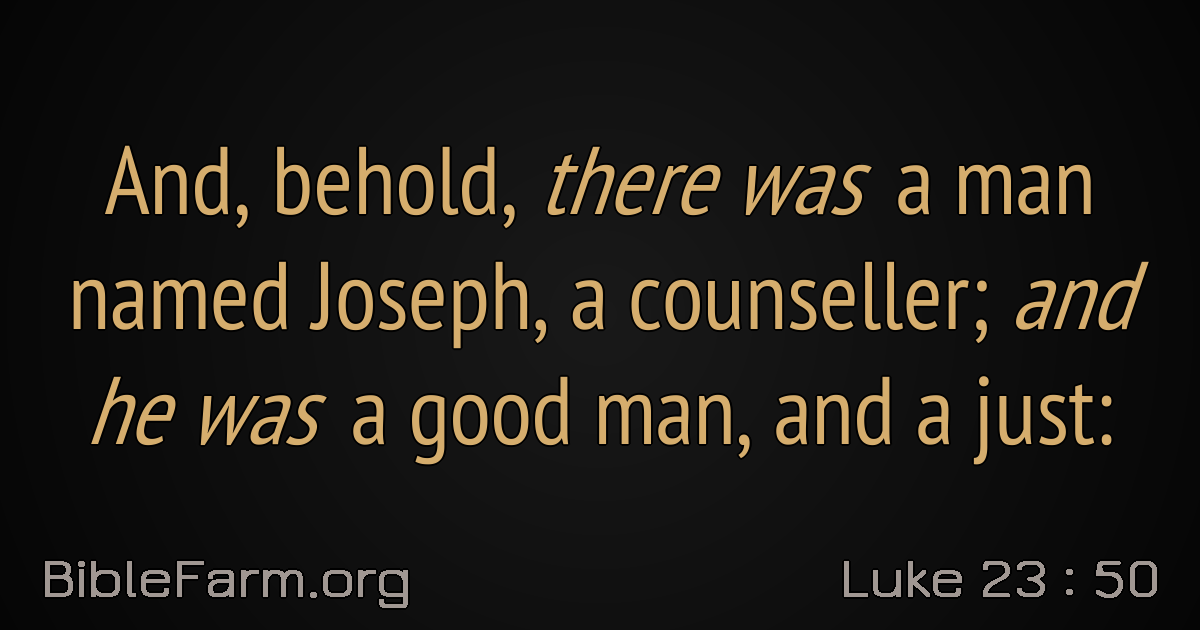 And, behold, there was a man
named Joseph, a counseller; and
he was a good man, and a just:
BibleFarm.org
Luke 23 : 50